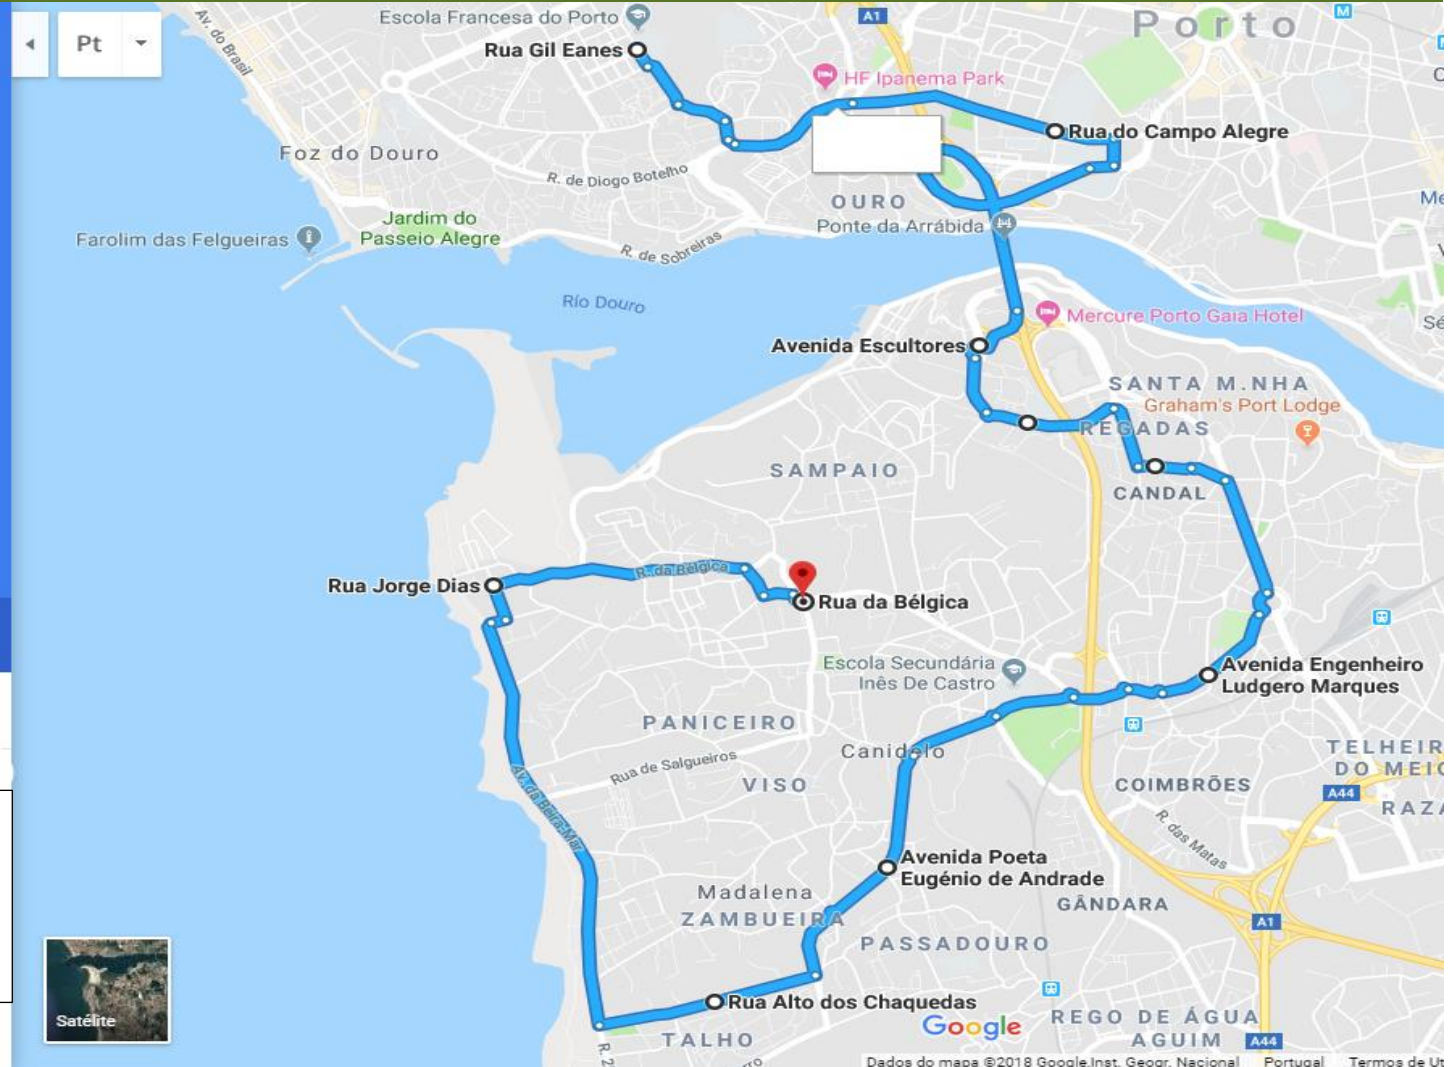 Pt
Av. do Brasil
Escola Francesa do Porto
Rua Gil Eanes
A1
M
Porto
HF Ipanema Park
Rua do Campo Alegre
Foz do Douro
R. de Diogo Botelho
OURO
Jardim do
Passeio Alegre
Ponte da Arrábida
Farolim das Felgueiras
R. de Sobreiras
Río Douro
Mercure Porto Gaia Hotel
Avenida Escultores
SANTA M.NHA
Graham's Port Lodge
REGADAS
SAMPAIO
CANDAL
R. da Bélgica
Rua Jorge Dias
Rua da Bélgica
Escola Secundária
Inês De Castro
Avenida Engenheiro
Ludgero Marques
PANICEIRO
Canidelo
Rua de Salgueiros
VISO
TELHEIR
DO MEIO
COIMBRÕES
A44
RAZA
Av. da Beira-Mar
R. das Matas
Avenida Poeta
Eugénio de Andrade
Madalena
ZAMBUEIRA
GÂNDARA
A1
PASSADOURO
Rua Alto dos Chaquedas
Google
REGO DE ÁGUA
AGUIM
A44
Satélite
TALHO
R. 2
Dados do mapa ©2018 Google,Inst. Geogr. Nacional Portugal Termos de Ut